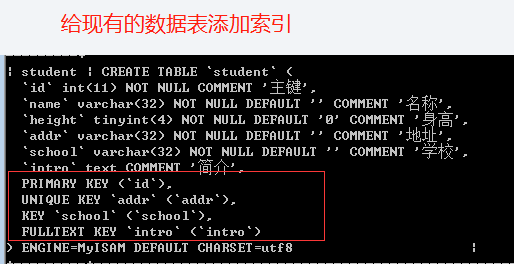 给现有的数据表添加索引
| student | CREATE TABLE `student` (
`id` int(11) NOT NULL COMMENT '主键',
`name` varchar(32) NOT NULL DEFAULT '' COMMENT '名称',
`height` tinyint(4) NOT NULL DEFAULT '0' COMMENT '身高',
`addr` varchar(32) NOT NULL DEFAULT '' COMMENT '地址',
`school` varchar(32) NOT NULL DEFAULT '' COMMENT '学校',
`intro` text COMMENT '简介',
PRIMARY KEY (`id`),
UNIQUE KEY `addr` (`addr`),
KEY `school` (`school`),
FULLTEXT KEY `intro` (`intro`)
) ENGINE=MyISAM DEFAULT CHARSET=utf8 |